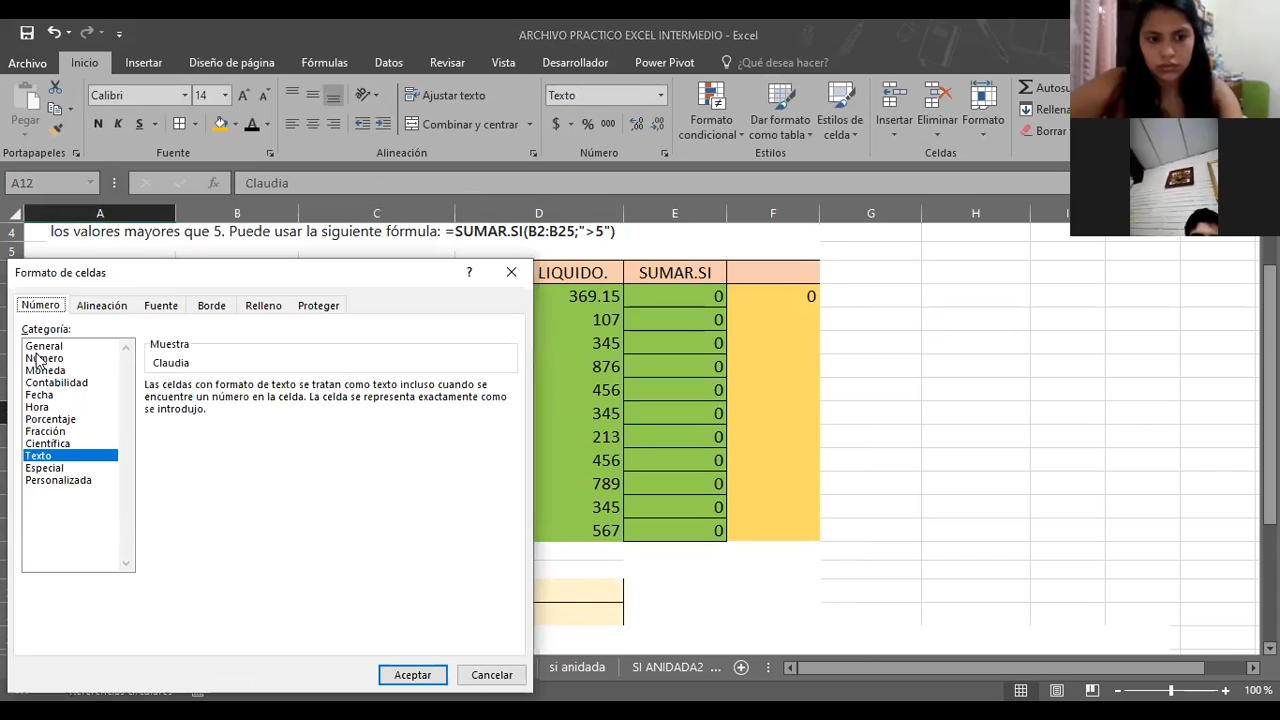 ARCHIVO PRACTICO EXCEL INTERMEDIO - Excel
Archivo Inicio Insertar Diseño de página Fórmulas Datos Revisar Vista Desarrollador Power Pivot ¿Qué desea hacer?
Pegar
Calibri 14
N K S
Ajustar texto
Combinar y centrar
Texto
$ % 000
Formato condicional
Dar formato como tabla
Estilos de celda
Insertar Eliminar Formato
Autosu
Rellena
Borrar
Portapapeles Fuente Alineación Número Estilos Celdas
A12 fx Claudia
A B C D E F G H
4 los valores mayores que 5. Puede usar la siguiente fórmula: =SUMAR.SI(B2:B25;">5")
5
LIQUIDO. SUMAR.SI
369.15 0 0
107 0
345 0
876 0
456 0
345 0
213 0
456 0
789 0
345 0
567 0
Formato de celdas ?
Número Alineación Fuente Borde Relleno Proteger
Categoría:
General
Número
Moneda
Contabilidad
Fecha
Hora
Porcentaje
Fracción
Científica
Texto
Especial
Personalizada
Muestra
Claudia
Las celdas con formato de texto se tratan como texto incluso cuando se
encuentre un número en la celda. La celda se representa exactamente como
se introdujo.
Aceptar Cancelar
si anidada SI ANIDADA2 ...
100 %